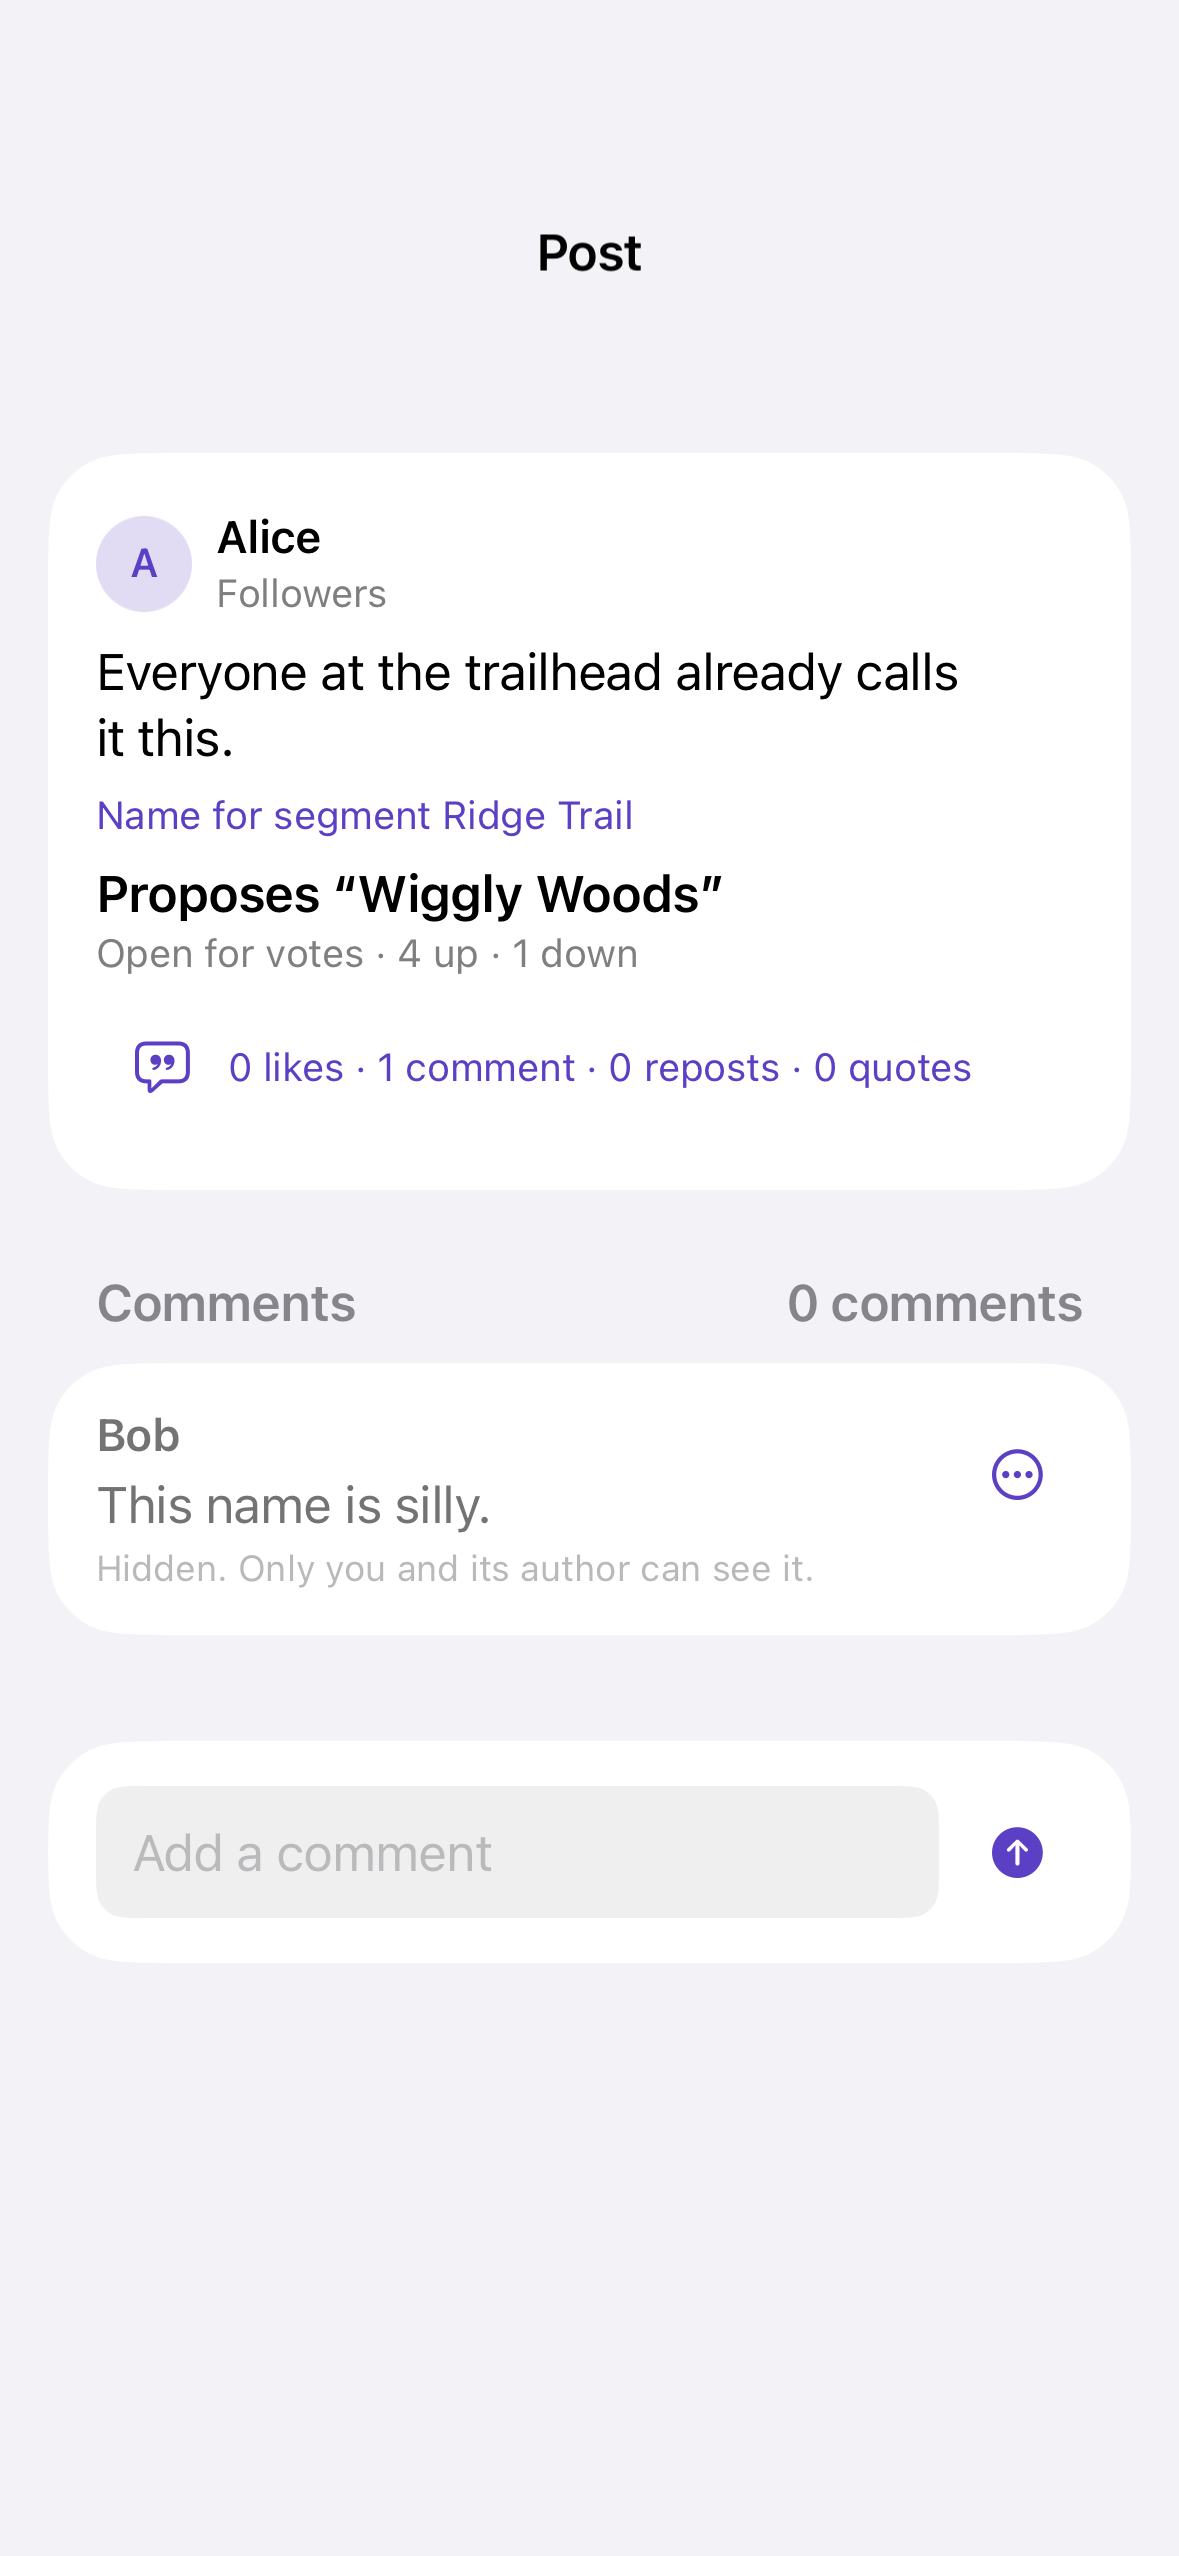 Post
A
Alice
Followers
Everyone at the trailhead already calls
it this.
Name for segment Ridge Trail
Proposes “Wiggly Woods”
Open for votes · 4 up · 1 down
0 likes · 1 comment · 0 reposts · 0 quotes
Comments
0 comments
Bob
This name is silly.
Hidden. Only you and its author can see it.
Add a comment